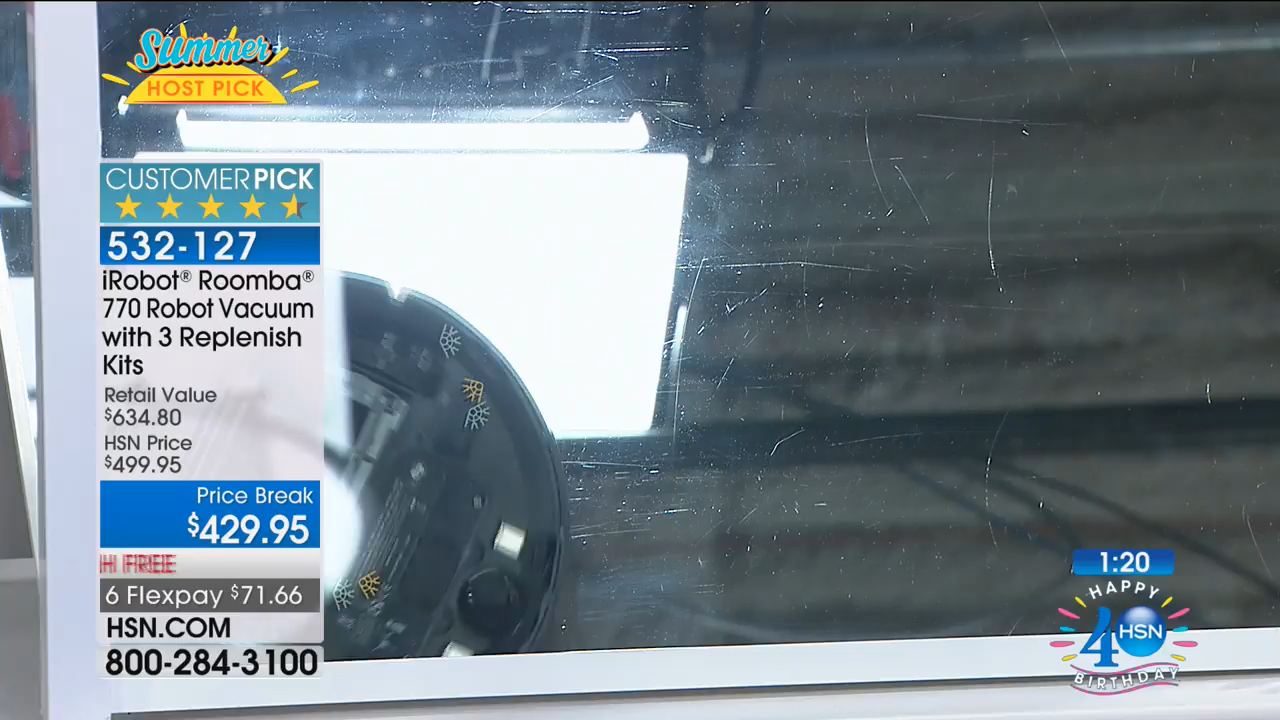 Summer
HOST PICK
CUSTOMER PICK
532-127
iRobot® Roomba®
770 Robot Vacuum
with 3 Replenish
Kits
Retail Value
$634.80
HSN Price
$499.95
Price Break
$429.95
FREE
6 Flexpay $71.66
HSN.COM
800-284-3100
1:20
HAPPY
40 HSN
BIRTHDAY